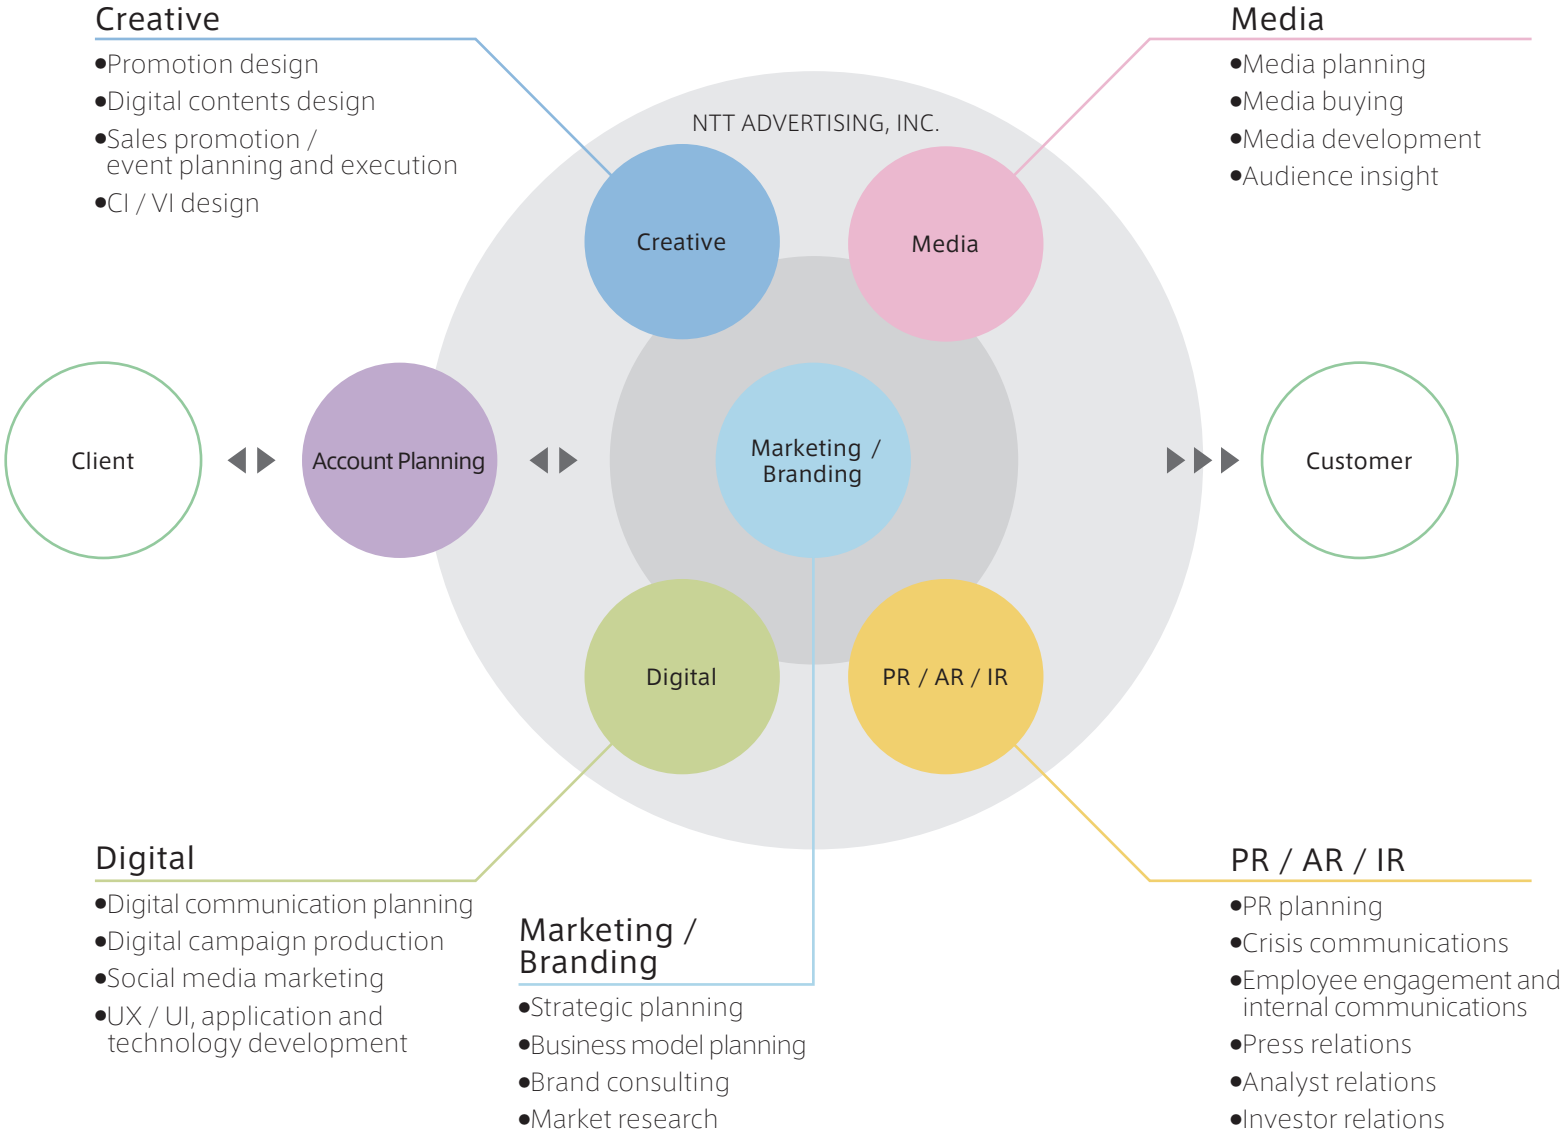 Creative
●Promotion design
●Digital contents design
●Sales promotion /
event planning and execution
●CI / VI design
Media
●Media planning
●Media buying
●Media development
●Audience insight
NTT ADVERTISING, INC.
Creative
Media
Client
Account Planning
Marketing /
Branding
Customer
Digital
PR / AR / IR
Digital
●Digital communication planning
●Digital campaign production
●Social media marketing
●UX / UI, application and
technology development
Marketing /
Branding
●Strategic planning
●Business model planning
●Brand consulting
●Market research
PR / AR / IR
●PR planning
●Crisis communications
●Employee engagement and
internal communications
●Press relations
●Analyst relations
●Investor relations